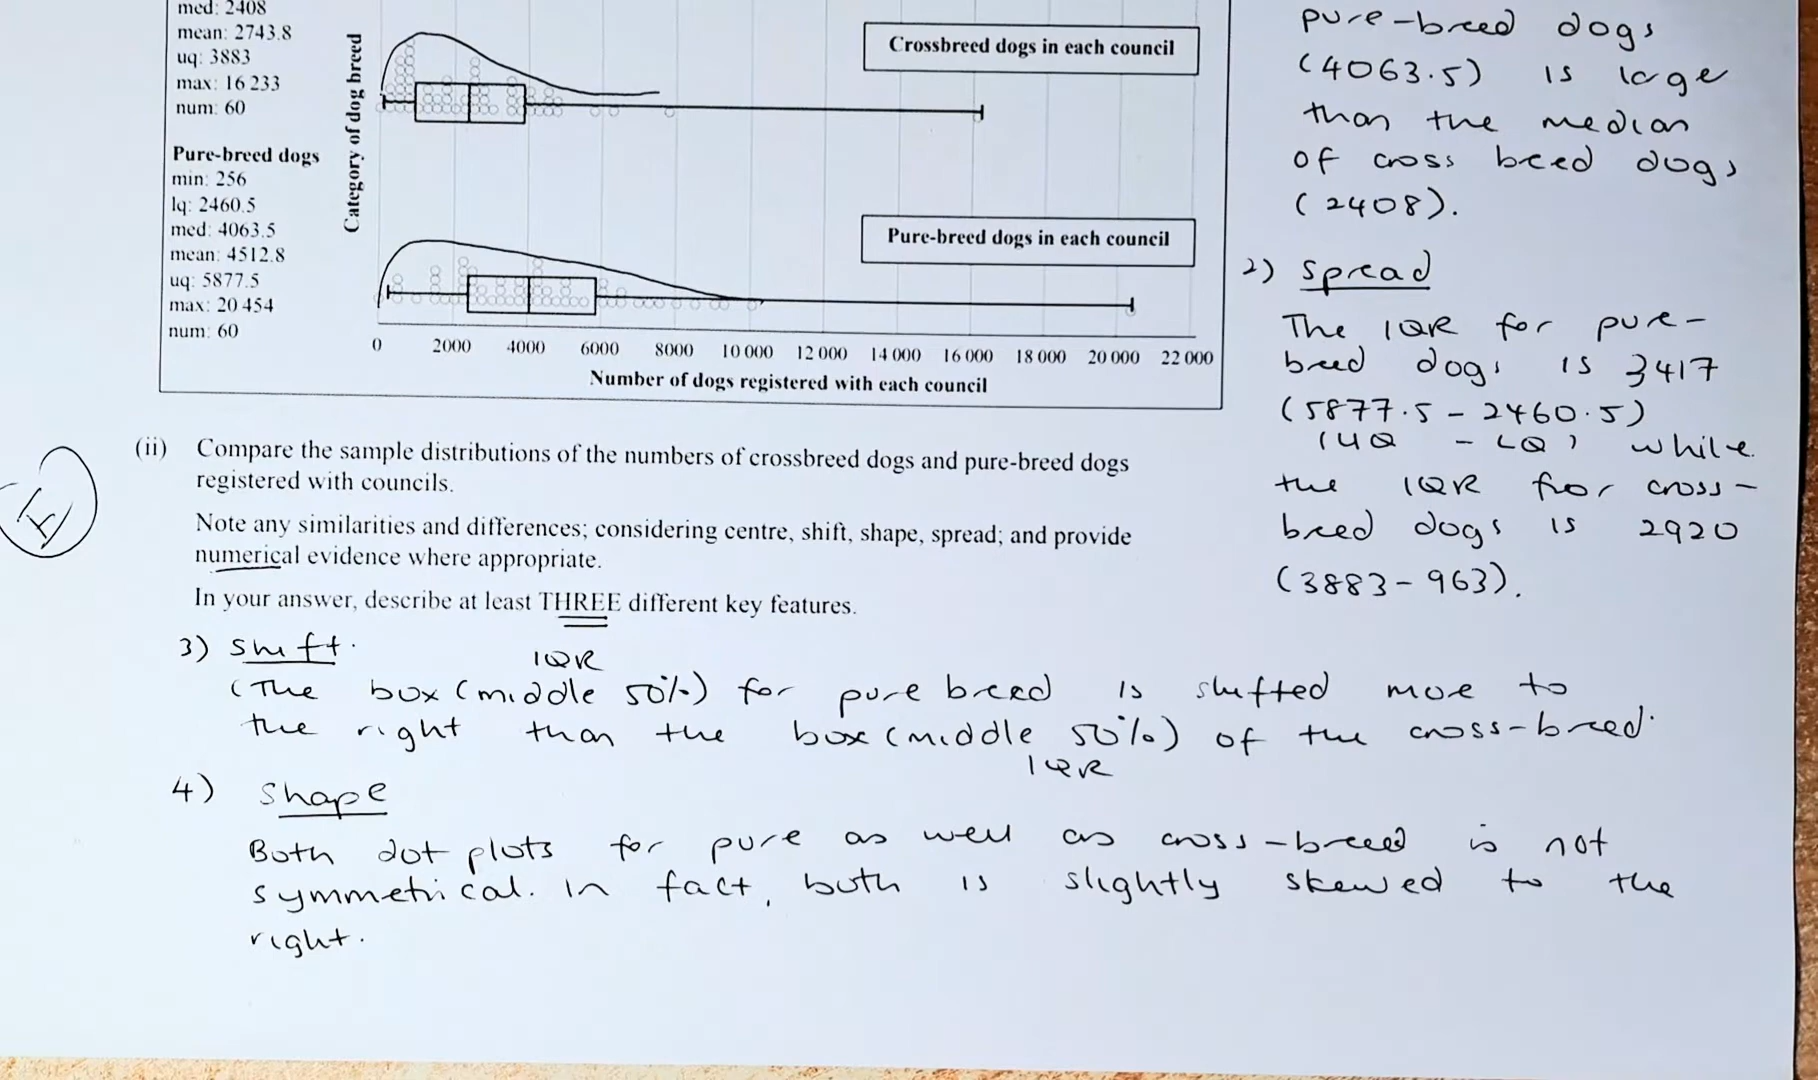 med: 2408
mean: 2743.8
uq: 3883
max: 16 233
num: 60
Pure-breed dogs
min: 256
lq: 2460.5
med: 4063.5
mean: 4512.8
uq: 5877.5
max: 20 454
num: 60
Category of dog breed
Crossbreed dogs in each council
Pure-breed dogs in each council
0 2000 4000 6000 8000 10 000 12 000 14 000 16 000 18 000 20 000 22 000
Number of dogs registered with each council
pure-breed dogs
(4063.5) is large
than the median
of cross breed dogs
(2408).
2) Spread
The IQR for pure-
breed dogs is 3417
(5877.5 - 2460.5)
(UQ - LQ) while
the IQR for cross-
breed dogs is 2920
(3883 - 963).
E
(ii) Compare the sample distributions of the numbers of crossbreed dogs and pure-breed dogs
registered with councils.
Note any similarities and differences; considering centre, shift, shape, spread; and provide
numerical evidence where appropriate.
In your answer, describe at least THREE different key features.
3) Shift.
IQR
(The box (middle 50%) for pure breed is shifted more to
the right than the box (middle 50%) of the cross-breed.
IQR
4) Shape
Both dot plots for pure as well as cross-breed is not
symmetrical. In fact, both is slightly skewed to the
right.